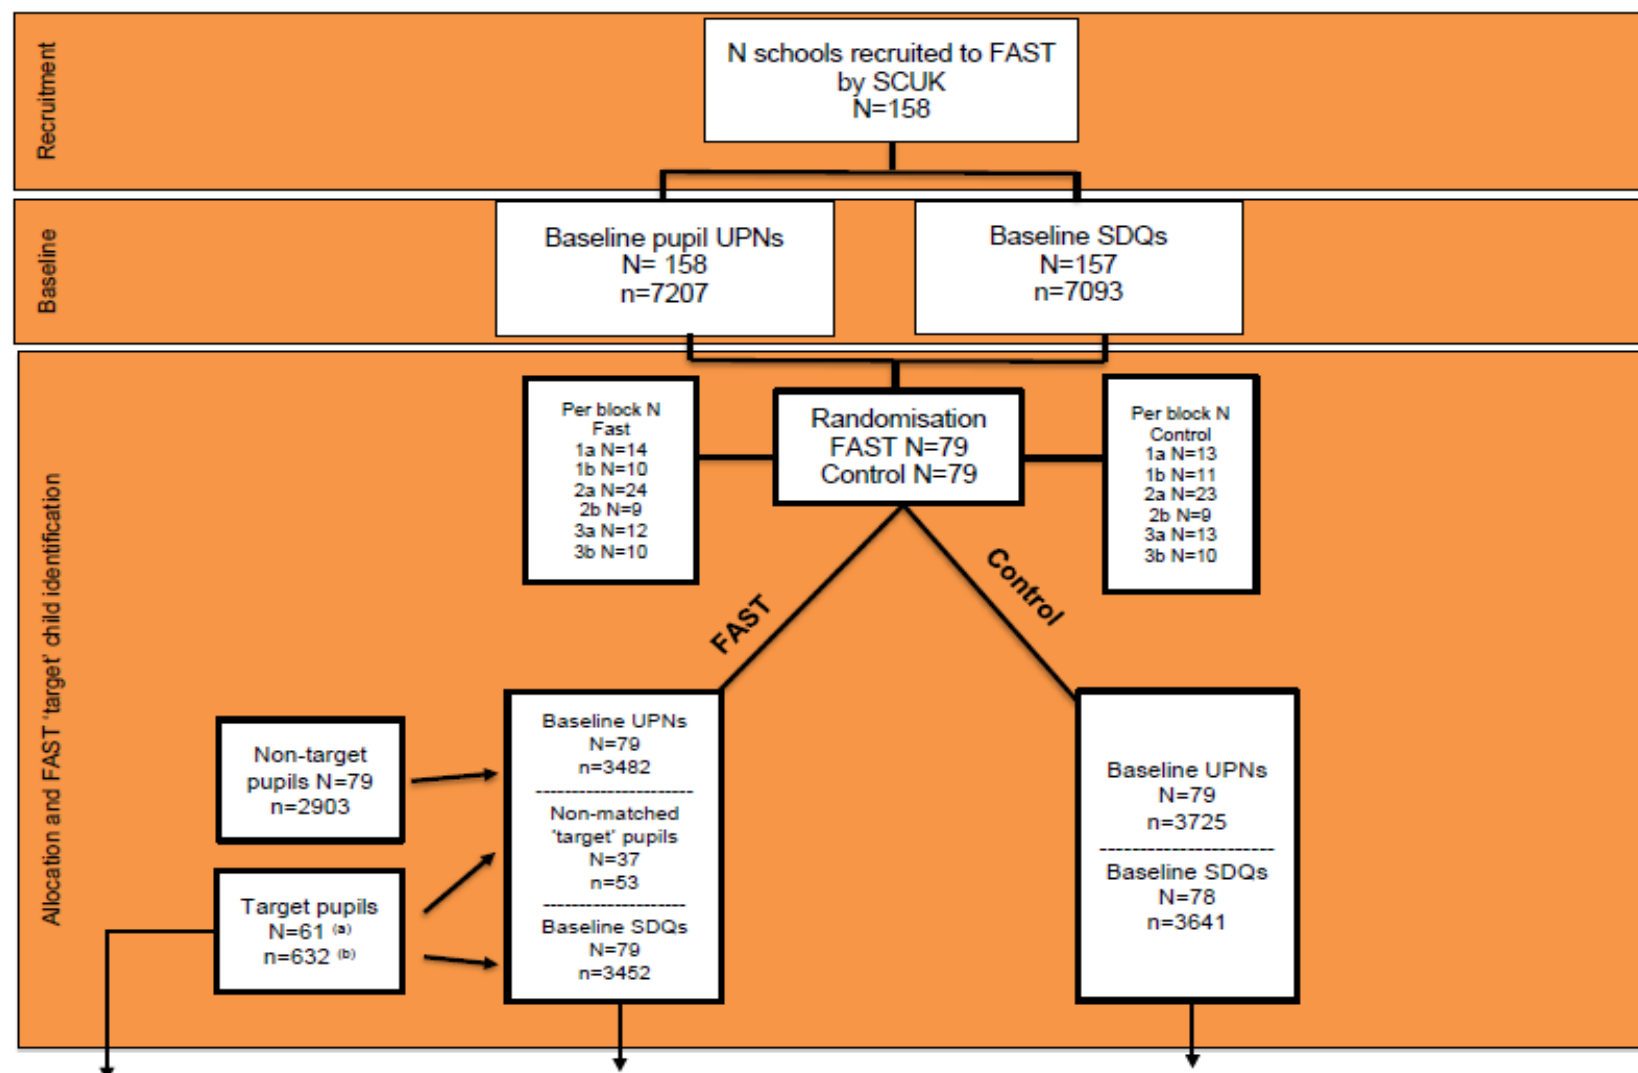 Recruitment
N schools recruited to FAST
by SCUK
N=158
Baseline
Baseline pupil UPNs
N= 158
n=7207
Baseline SDQs
N=157
n=7093
Allocation and FAST 'target' child identification
Per block N
Fast
1a N=14
1b N=10
2a N=24
2b N=9
3a N=12
3b N=10
Randomisation
FAST N=79
Control N=79
Per block N
Control
1a N=13
1b N=11
2a N=23
2b N=9
3a N=13
3b N=10
FAST
Control
Non-target
pupils N=79
n=2903
Target pupils
N=61 (a)
n=632 (b)
Baseline UPNs
N=79
n=3482
----------------------
Non-matched
'target' pupils
N=37
n=53
--------------------
Baseline SDQs
N=79
n=3452
Baseline UPNs
N=79
n=3725
------------------------
Baseline SDQs
N=78
n=3641